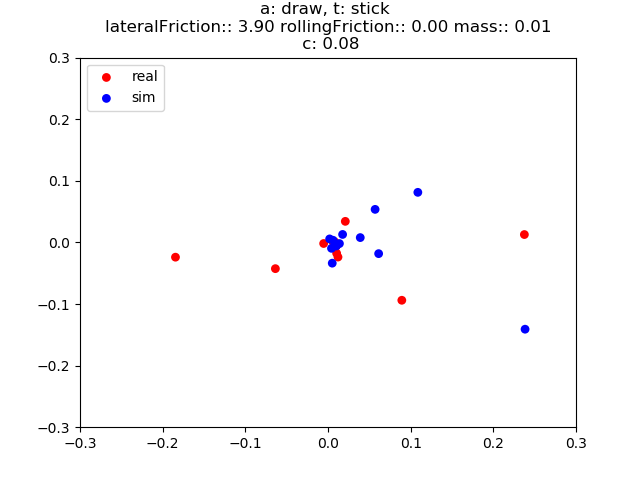 a: draw, t: stick
lateralFriction:: 3.90 rollingFriction:: 0.00 mass:: 0.01
c: 0.08
real
sim
0.3
0.2
0.1
0.0
−0.1
−0.2
−0.3
−0.3
−0.2
−0.1
0.0
0.1
0.2
0.3